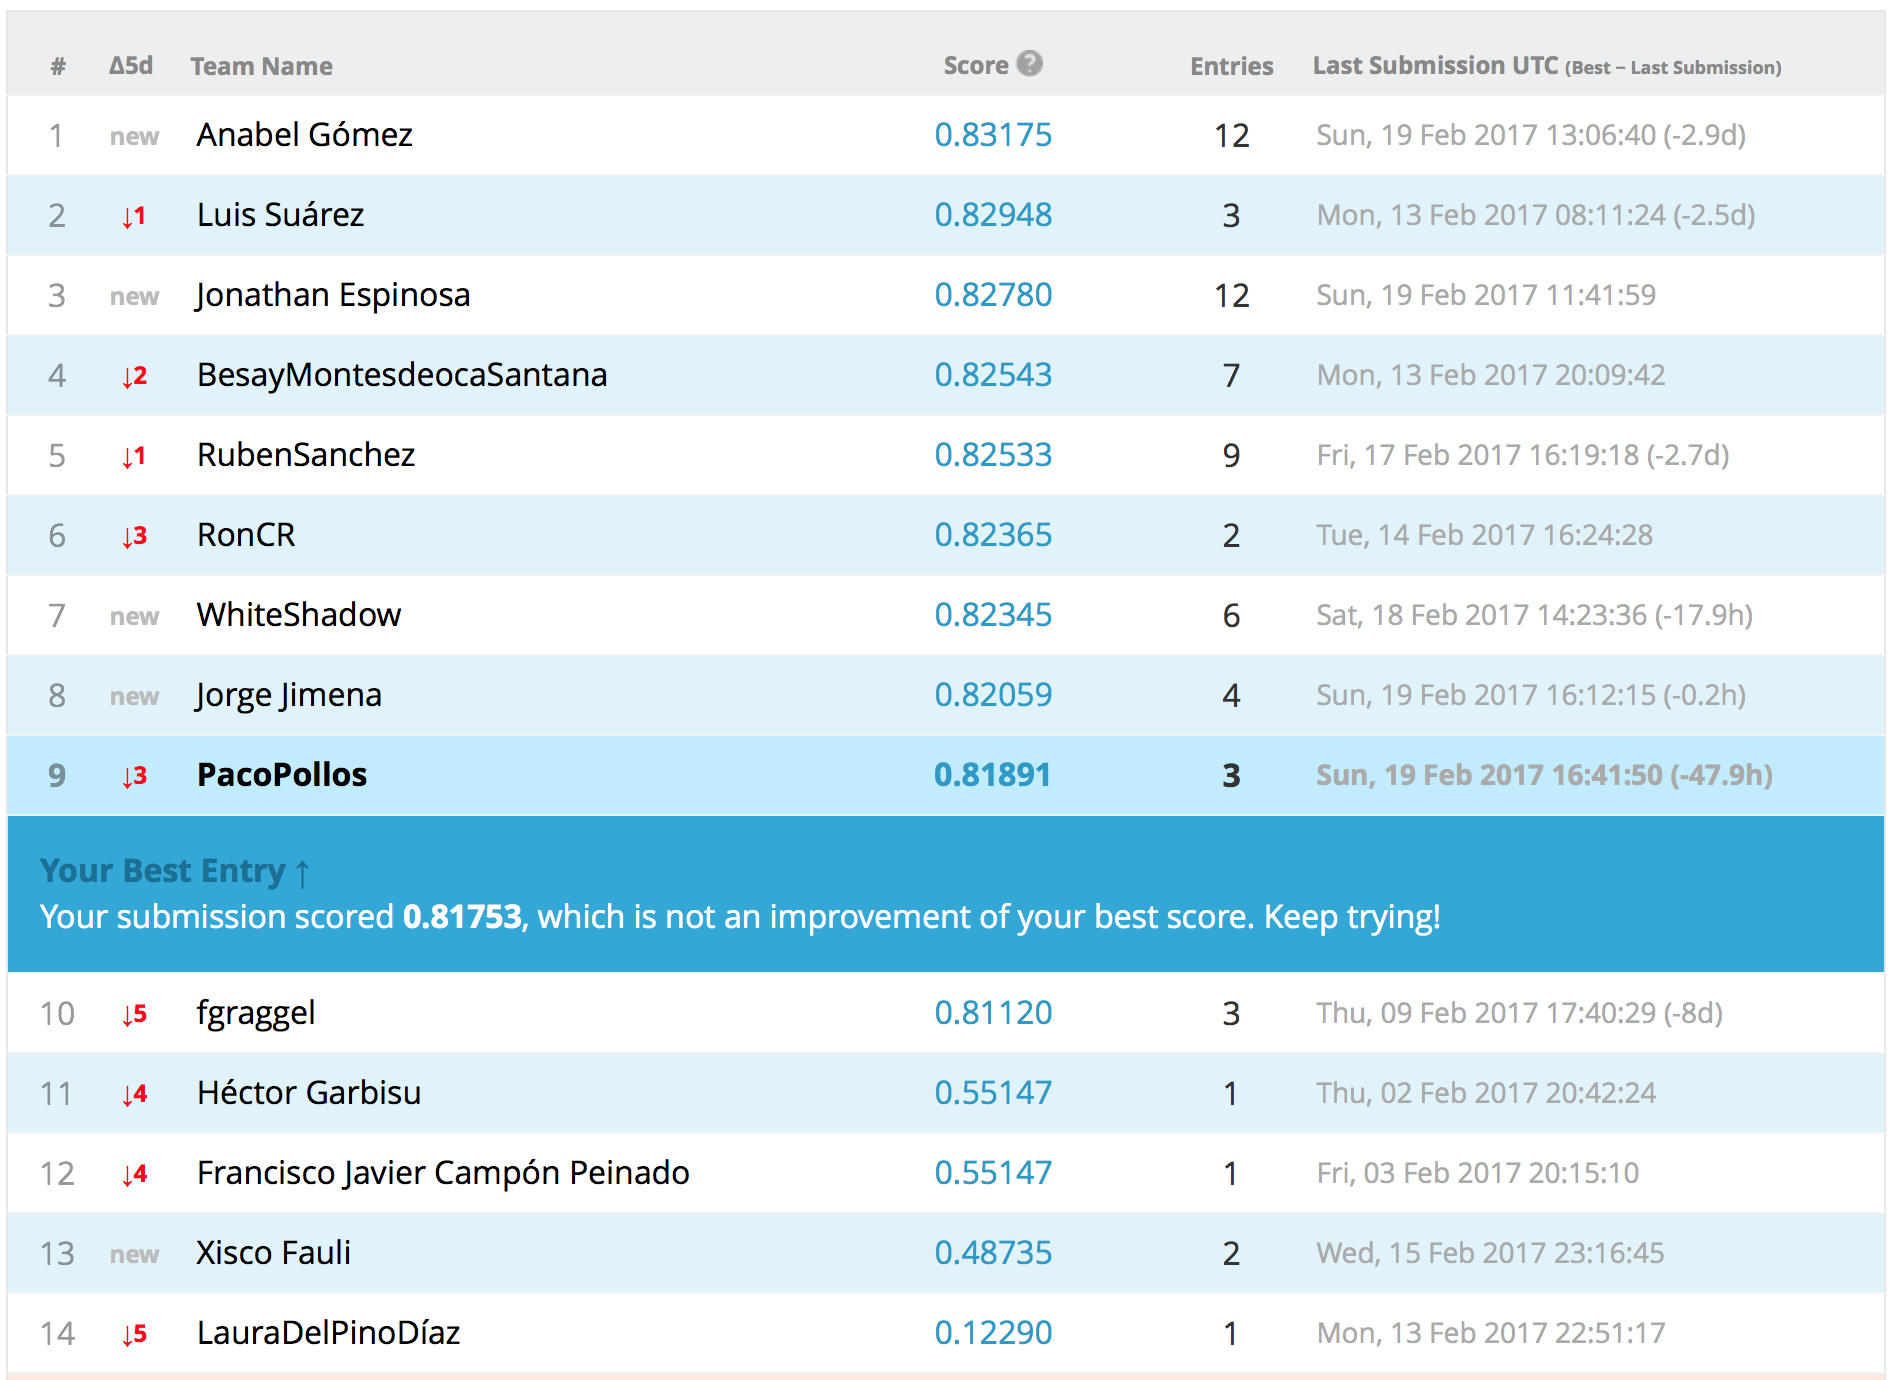 # Δ5d Team Name Score ? Entries Last Submission UTC (Best − Last Submission)
1 new Anabel Gómez 0.83175 12 Sun, 19 Feb 2017 13:06:40 (-2.9d)
2 ↓1 Luis Suárez 0.82948 3 Mon, 13 Feb 2017 08:11:24 (-2.5d)
3 new Jonathan Espinosa 0.82780 12 Sun, 19 Feb 2017 11:41:59
4 ↓2 BesayMontesdeocaSantana 0.82543 7 Mon, 13 Feb 2017 20:09:42
5 ↓1 RubenSanchez 0.82533 9 Fri, 17 Feb 2017 16:19:18 (-2.7d)
6 ↓3 RonCR 0.82365 2 Tue, 14 Feb 2017 16:24:28
7 new WhiteShadow 0.82345 6 Sat, 18 Feb 2017 14:23:36 (-17.9h)
8 new Jorge Jimena 0.82059 4 Sun, 19 Feb 2017 16:12:15 (-0.2h)
9 ↓3 PacoPollos 0.81891 3 Sun, 19 Feb 2017 16:41:50 (-47.9h)
Your Best Entry ↑
Your submission scored 0.81753, which is not an improvement of your best score. Keep trying!
10 ↓5 fgraggel 0.81120 3 Thu, 09 Feb 2017 17:40:29 (-8d)
11 ↓4 Héctor Garbisu 0.55147 1 Thu, 02 Feb 2017 20:42:24
12 ↓4 Francisco Javier Campón Peinado 0.55147 1 Fri, 03 Feb 2017 20:15:10
13 new Xisco Fauli 0.48735 2 Wed, 15 Feb 2017 23:16:45
14 ↓5 LauraDelPinoDíaz 0.12290 1 Mon, 13 Feb 2017 22:51:17